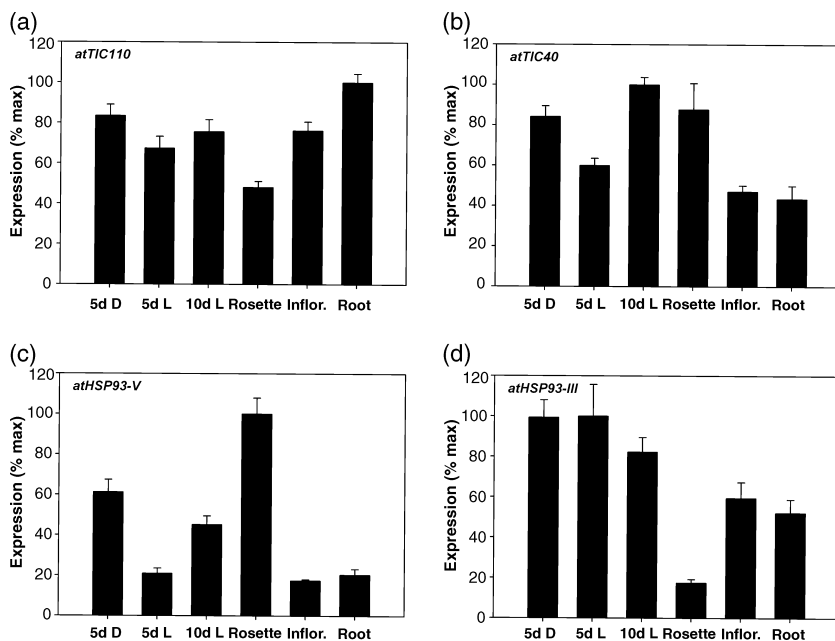 (a)
atTIC110
Expression (% max)
120
100
80
60
40
20
0
5d D 5d L 10d L Rosette Inflor. Root
(b)
atTIC40
Expression (% max)
120
100
80
60
40
20
0
5d D 5d L 10d L Rosette Inflor. Root
(c)
atHSP93-V
Expression (% max)
120
100
80
60
40
20
0
5d D 5d L 10d L Rosette Inflor. Root
(d)
atHSP93-III
Expression (% max)
120
100
80
60
40
20
0
5d D 5d L 10d L Rosette Inflor. Root